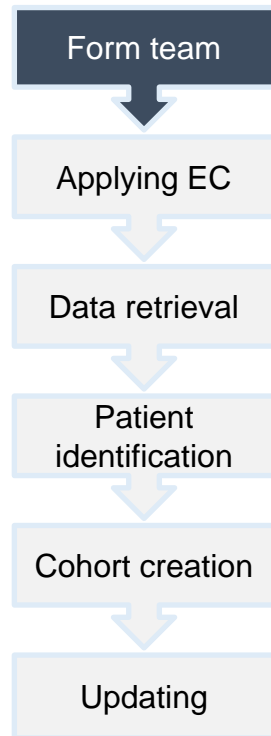 Form team
Applying EC
Data retrieval
Patient
identification
Cohort creation
Updating